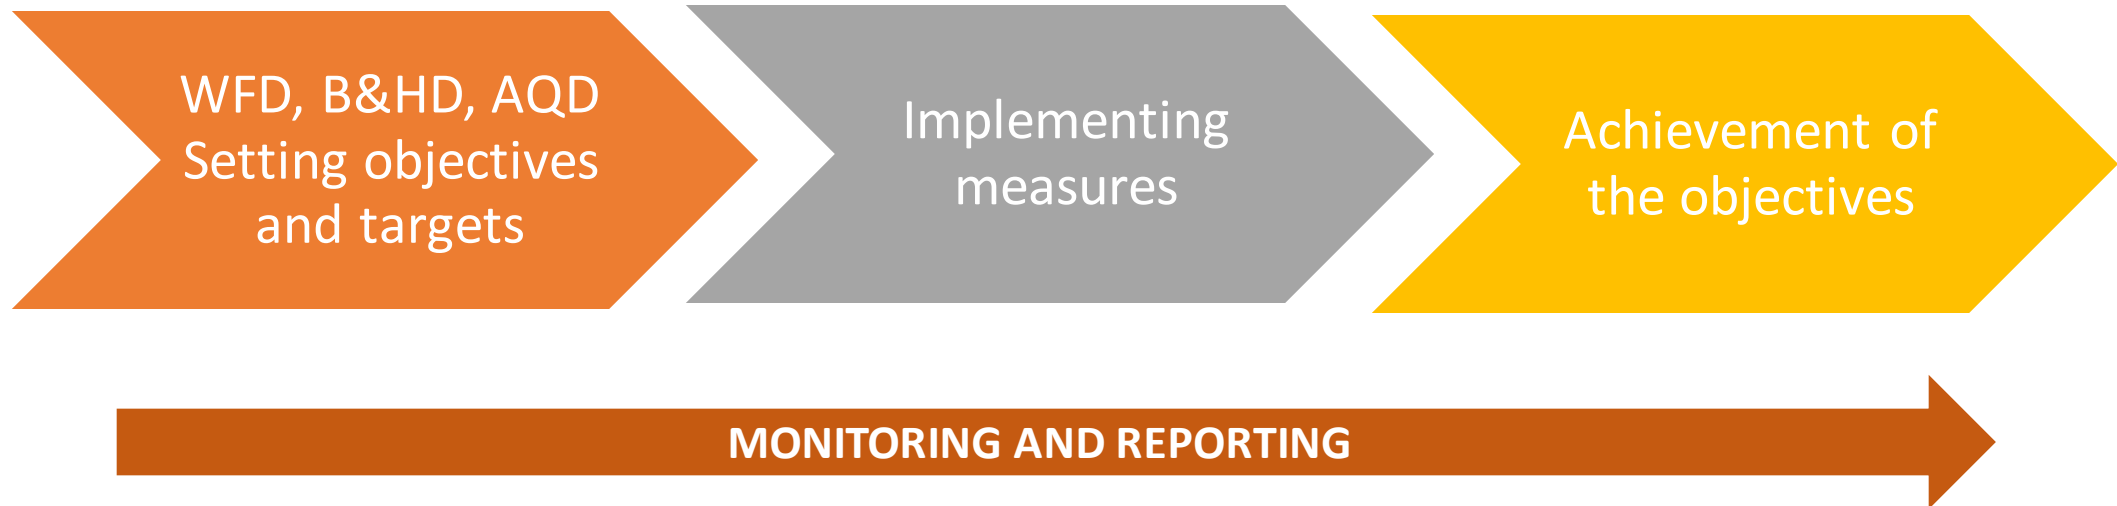 WFD, B&HD, AQD
Setting objectives
and targets
Implementing
measures
Achievement of
the objectives
MONITORING AND REPORTING